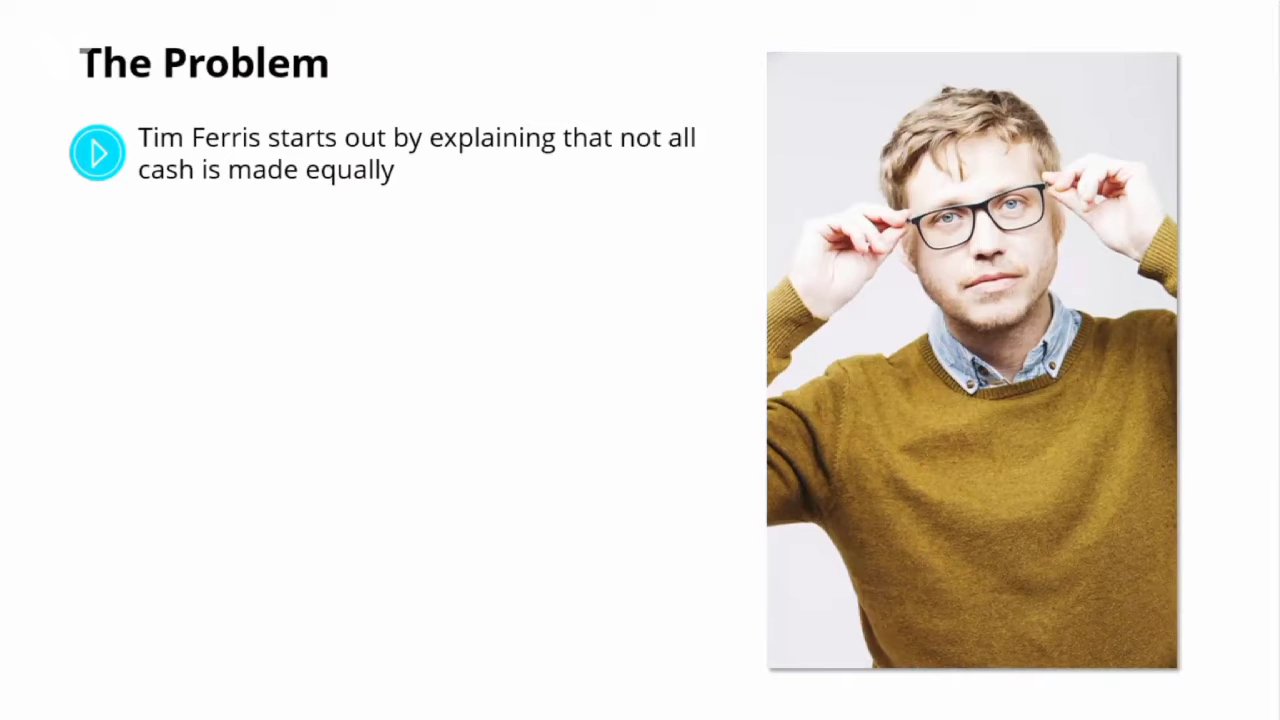 The Problem
Tim Ferris starts out by explaining that not all
cash is made equally